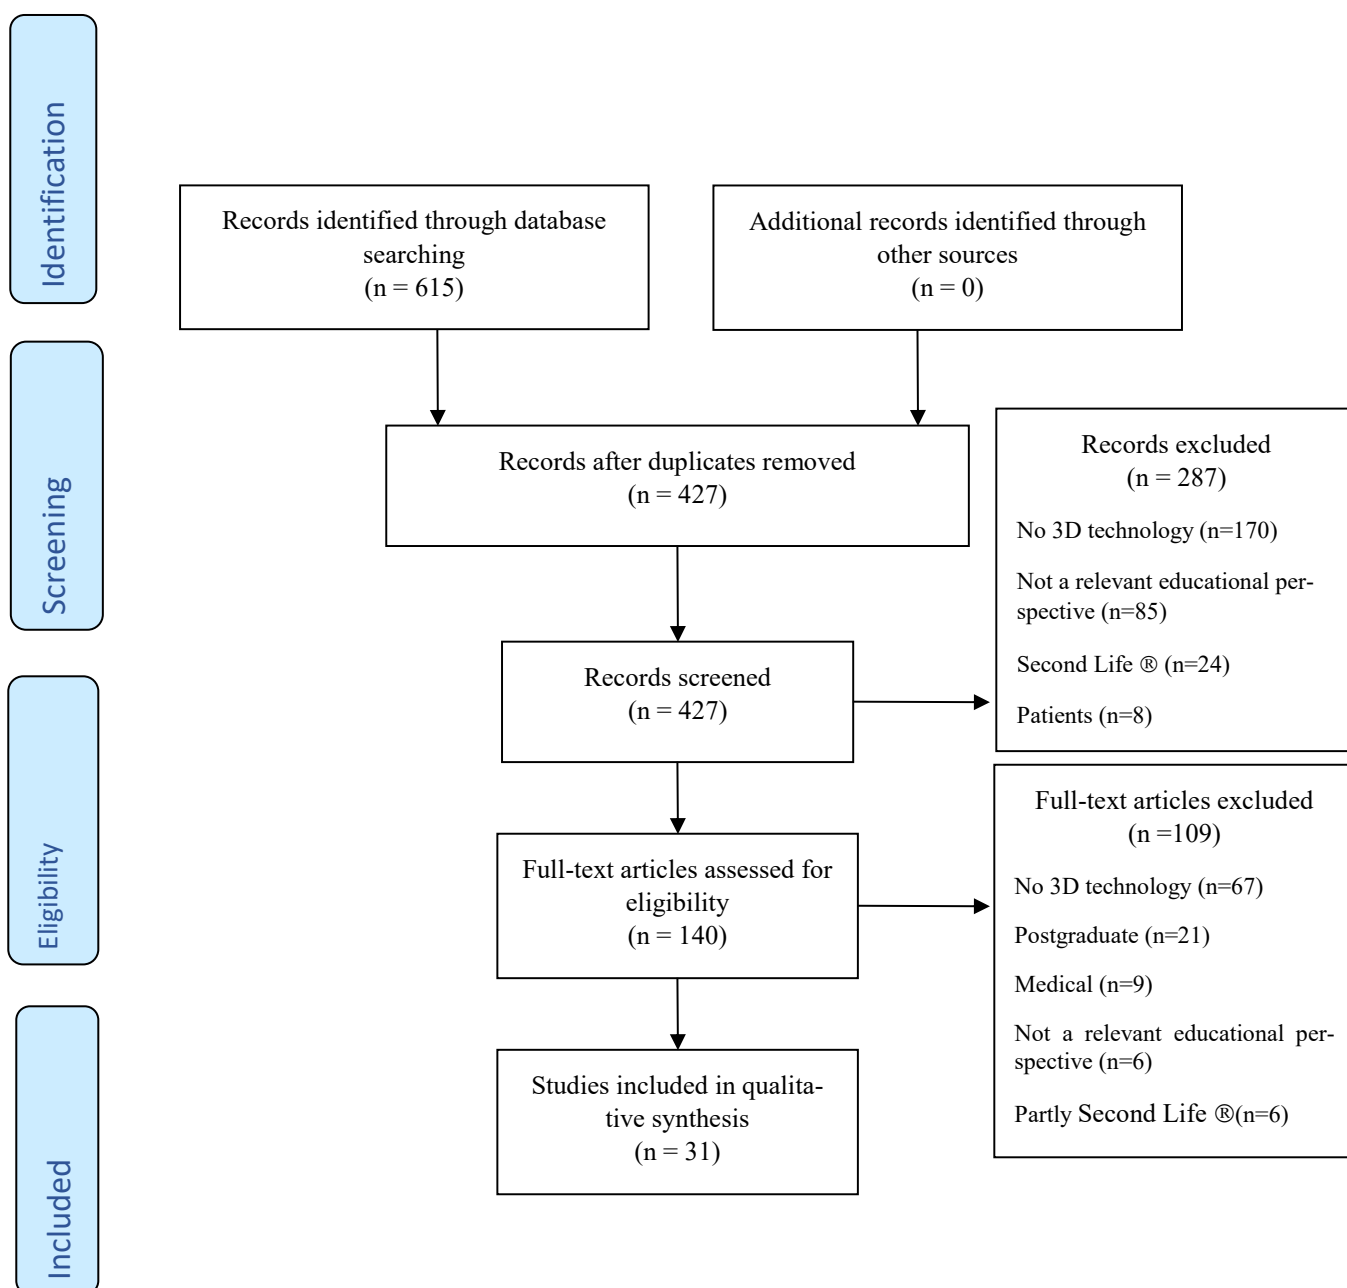 Identification
Records identified through database
searching
(n = 615)
Additional records identified through
other sources
(n = 0)
Screening
Records after duplicates removed
(n = 427)
Records excluded
(n = 287)
No 3D technology (n=170)
Not a relevant educational per-
spective (n=85)
Second Life ® (n=24)
Patients (n=8)
Records screened
(n = 427)
Eligibility
Full-text articles assessed for
eligibility
(n = 140)
Full-text articles excluded
(n =109)
No 3D technology (n=67)
Postgraduate (n=21)
Medical (n=9)
Not a relevant educational per-
spective (n=6)
Partly Second Life ®(n=6)
Included
Studies included in qualita-
tive synthesis
(n = 31)